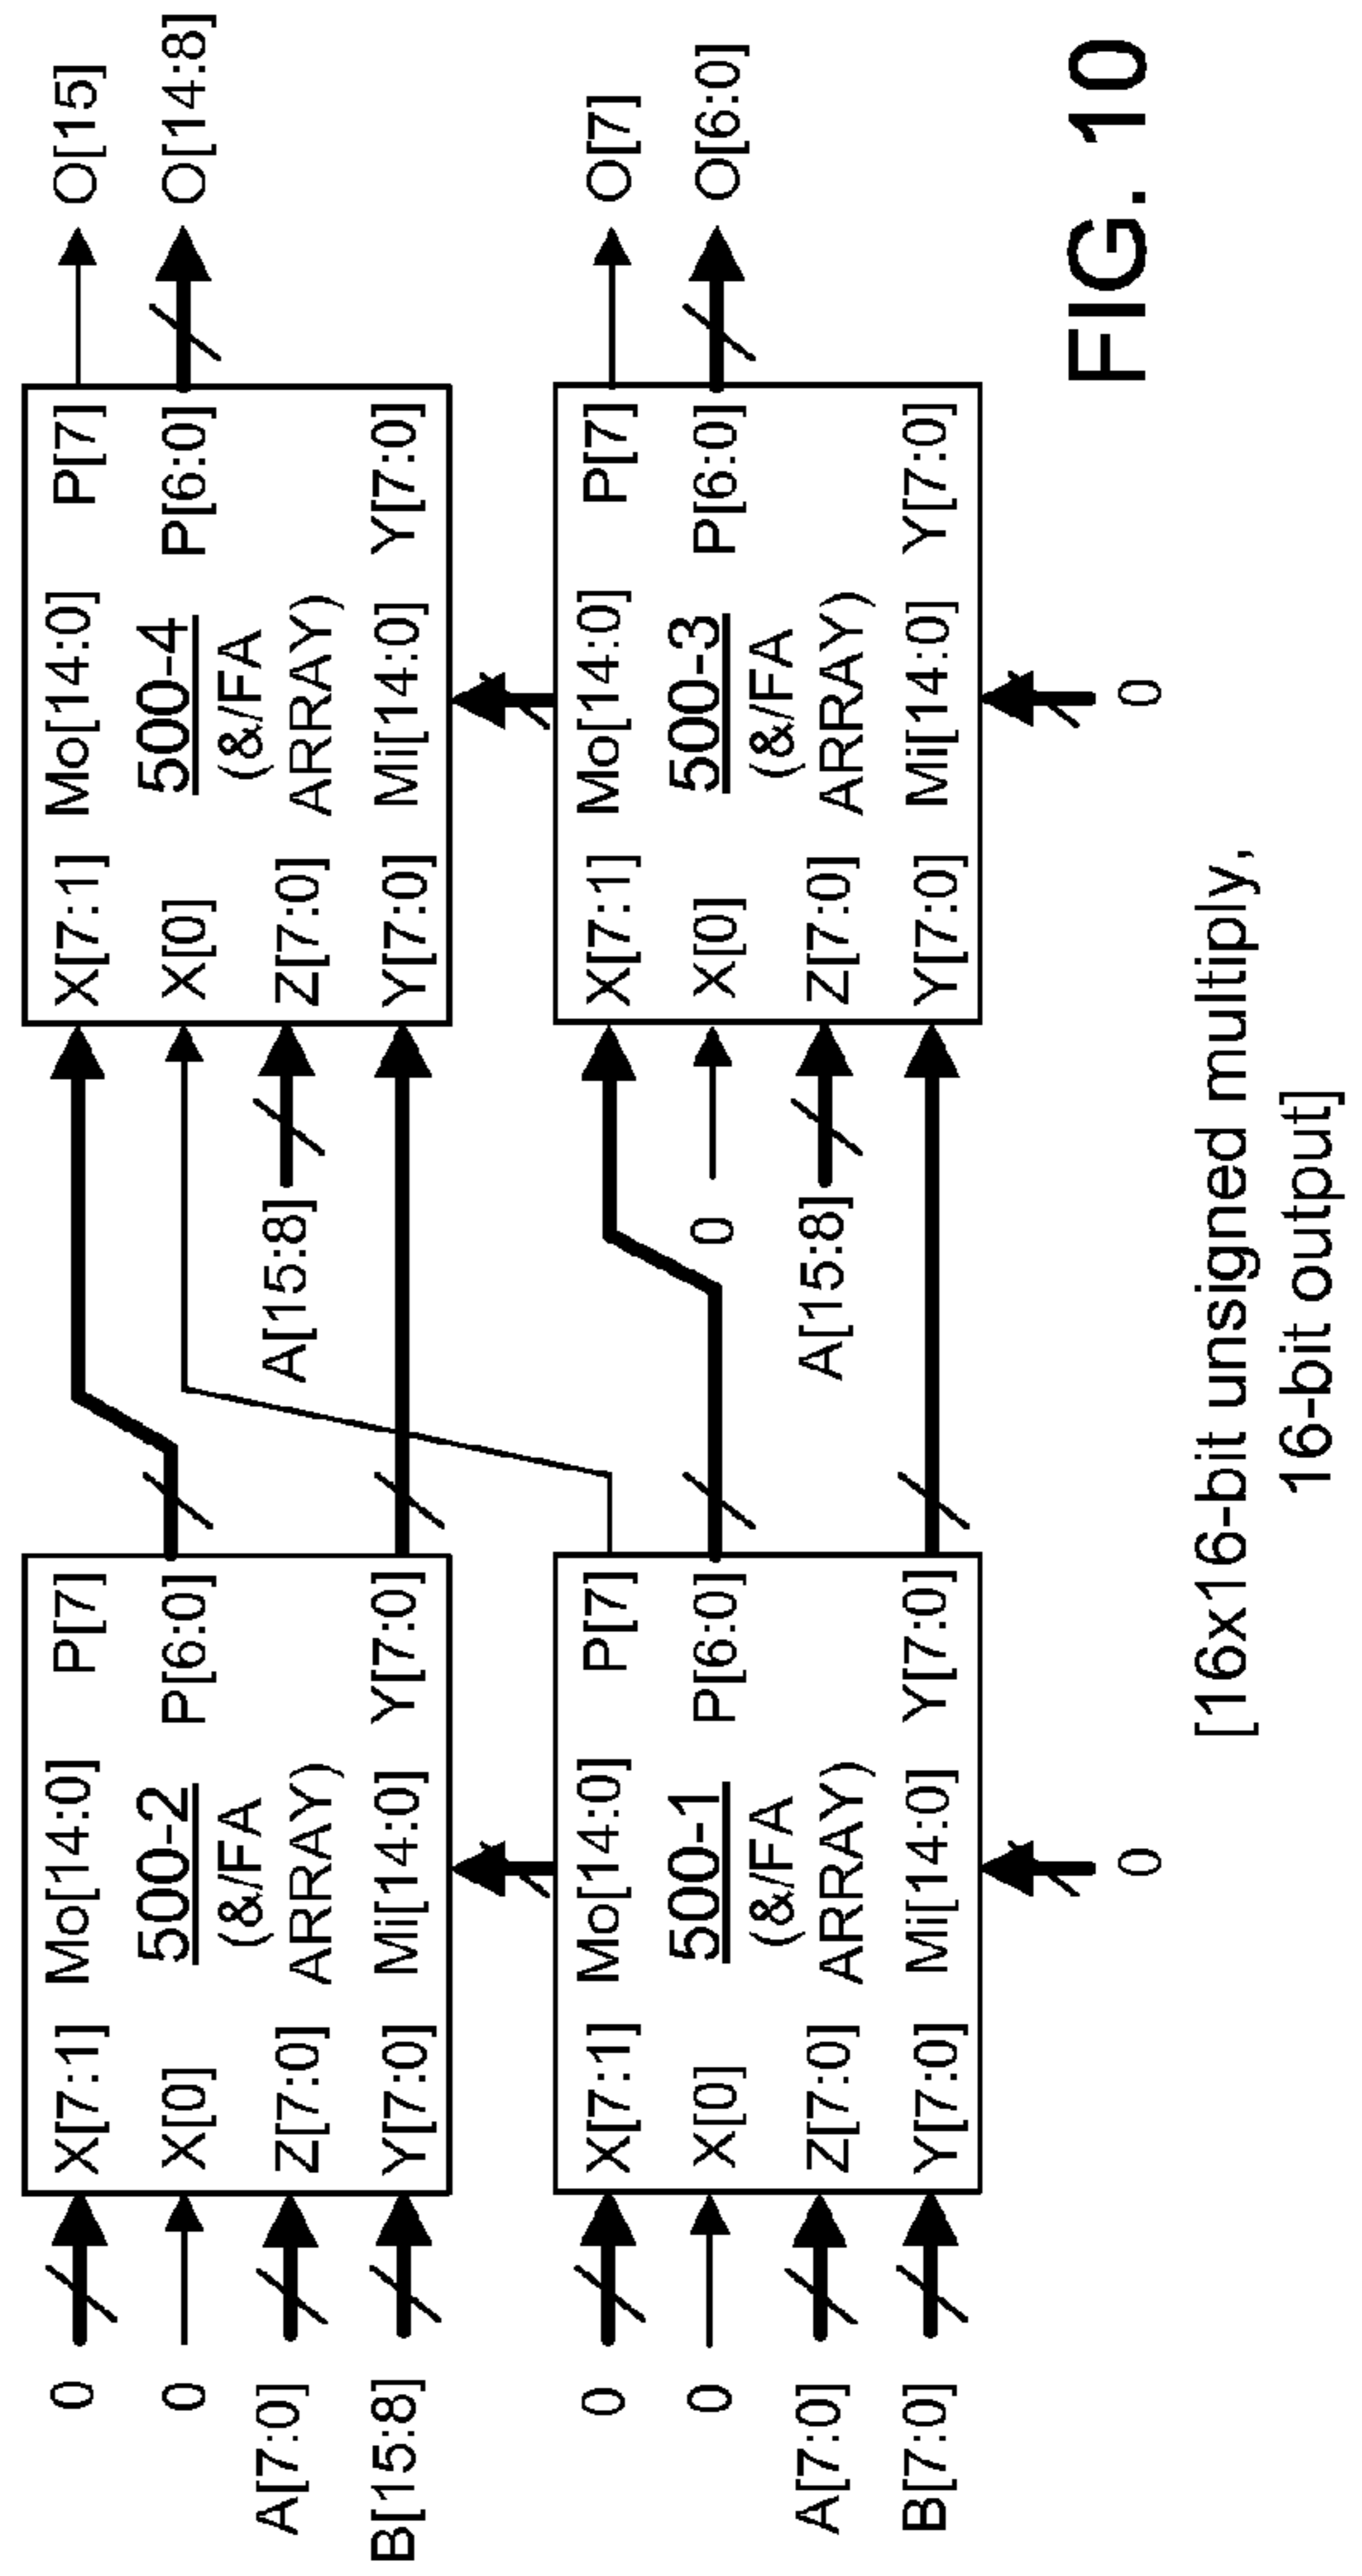 0
0
A[7:0]
B[15:8]
X[7:1] Mo[14:0] P[7]
X[0] 500-2 P[6:0]
(&/FA
Z[7:0] ARRAY)
Y[7:0] Mi[14:0] Y[7:0]
A[15:8]
X[7:1] Mo[14:0] P[7]
X[0] 500-4 P[6:0]
(&/FA
Z[7:0] ARRAY)
Y[7:0] Mi[14:0] Y[7:0]
O[15]
O[14:8]
0
0
A[7:0]
B[7:0]
X[7:1] Mo[14:0] P[7]
X[0] 500-1 P[6:0]
(&/FA
Z[7:0] ARRAY)
Y[7:0] Mi[14:0] Y[7:0]
0
0
A[15:8]
X[7:1] Mo[14:0] P[7]
X[0] 500-3 P[6:0]
(&/FA
Z[7:0] ARRAY)
Y[7:0] Mi[14:0] Y[7:0]
0
O[7]
O[6:0]
[16x16-bit unsigned multiply,
16-bit output]
FIG. 10